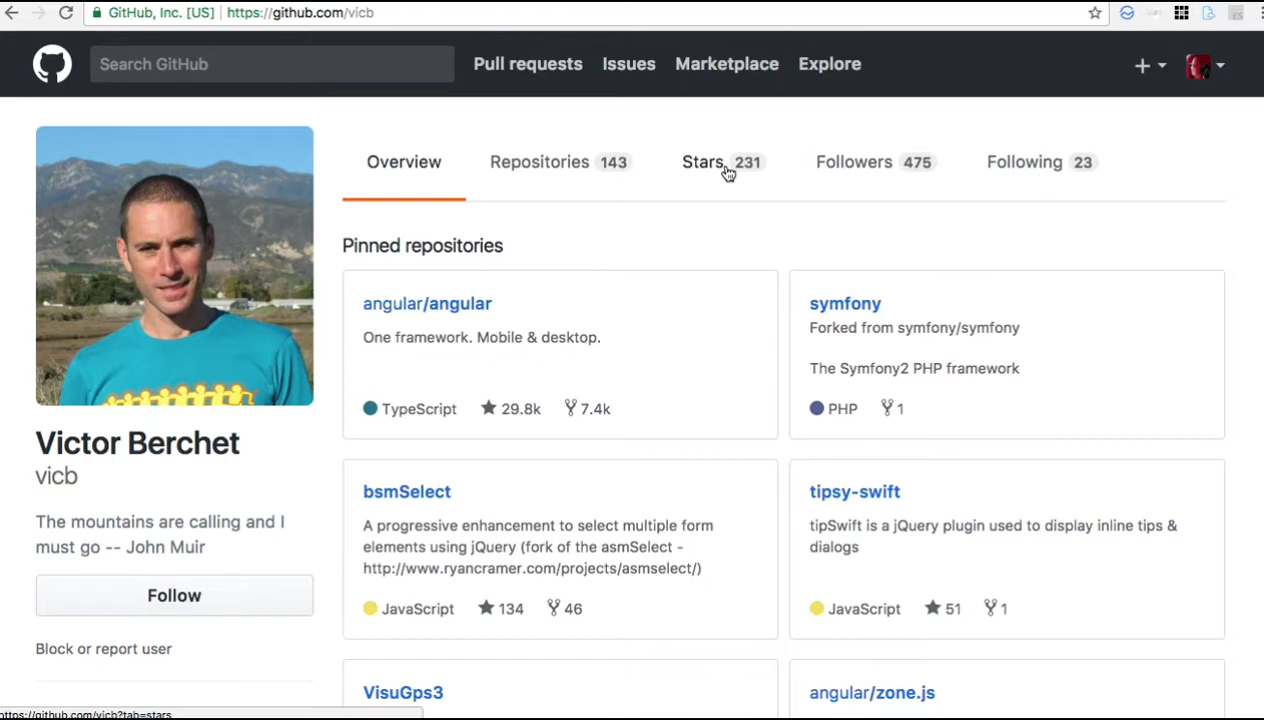 GitHub, Inc. [US] https://github.com/vicb
Search GitHub
Pull requests Issues Marketplace Explore
Overview Repositories 143 Stars 231 Followers 475 Following 23
Pinned repositories
angular/angular
One framework. Mobile & desktop.
TypeScript 29.8k 7.4k
symfony
Forked from symfony/symfony
The Symfony2 PHP framework
PHP 1
Victor Berchet
vicb
The mountains are calling and I
must go -- John Muir
Follow
Block or report user
bsmSelect
A progressive enhancement to select multiple form
elements using jQuery (fork of the asmSelect -
http://www.ryancramer.com/projects/asmselect/)
JavaScript 134 46
tipsy-swift
tipSwift is a jQuery plugin used to display inline tips &
dialogs
JavaScript 51 1
VisuGps3
angular/zone.js
https://github.com/vicb?tab=stars